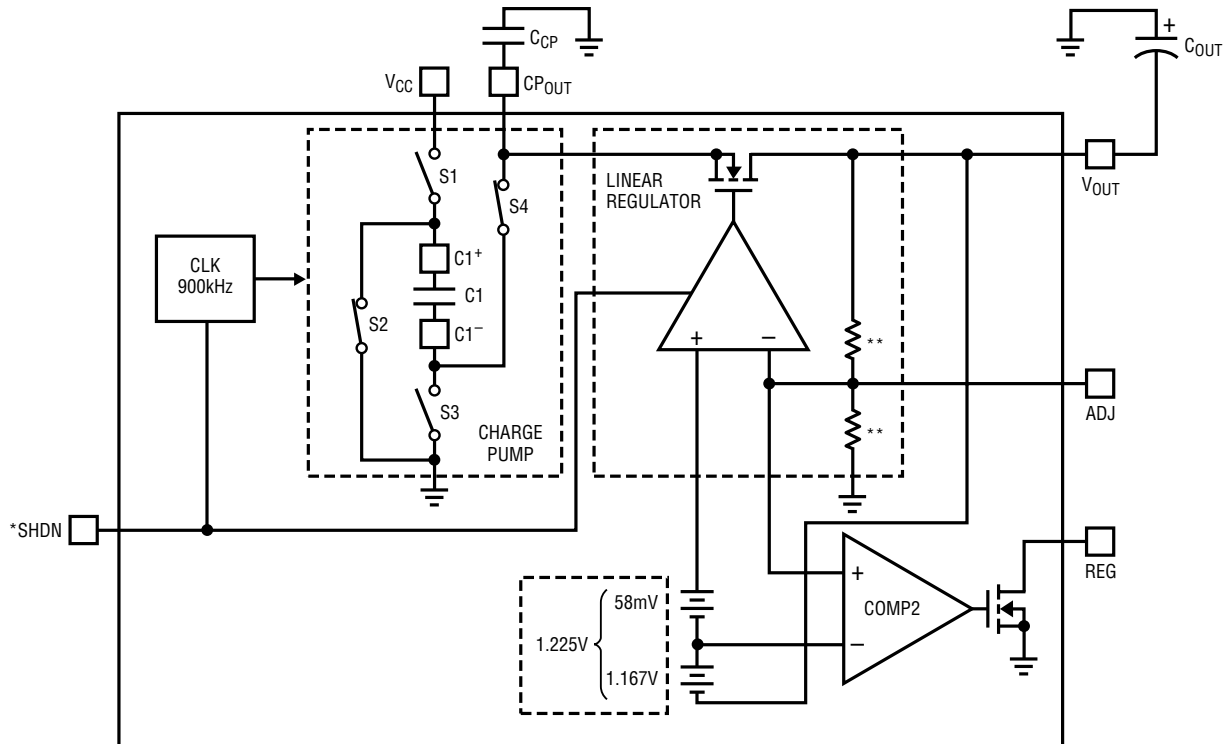 C_CP
+
C_OUT
V_CC
CP_OUT
S1
S4
LINEAR
REGULATOR
V_OUT
CLK
900kHz
C1⁺
C1
S2
C1⁻
+ −
**
ADJ
S3
**
CHARGE
PUMP
*SHDN
REG
+
58mV
COMP2
1.225V
−
1.167V